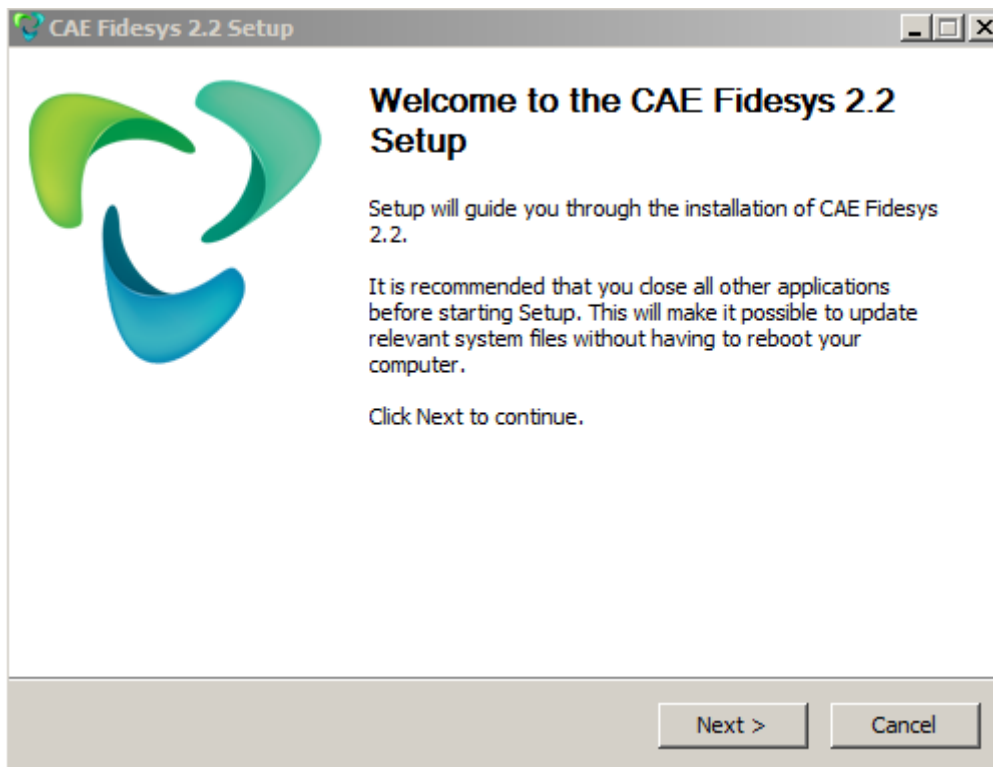 CAE Fidesys 2.2 Setup
Welcome to the CAE Fidesys 2.2
Setup
Setup will guide you through the installation of CAE Fidesys
2.2.
It is recommended that you close all other applications
before starting Setup. This will make it possible to update
relevant system files without having to reboot your
computer.
Click Next to continue.
Next >
Cancel